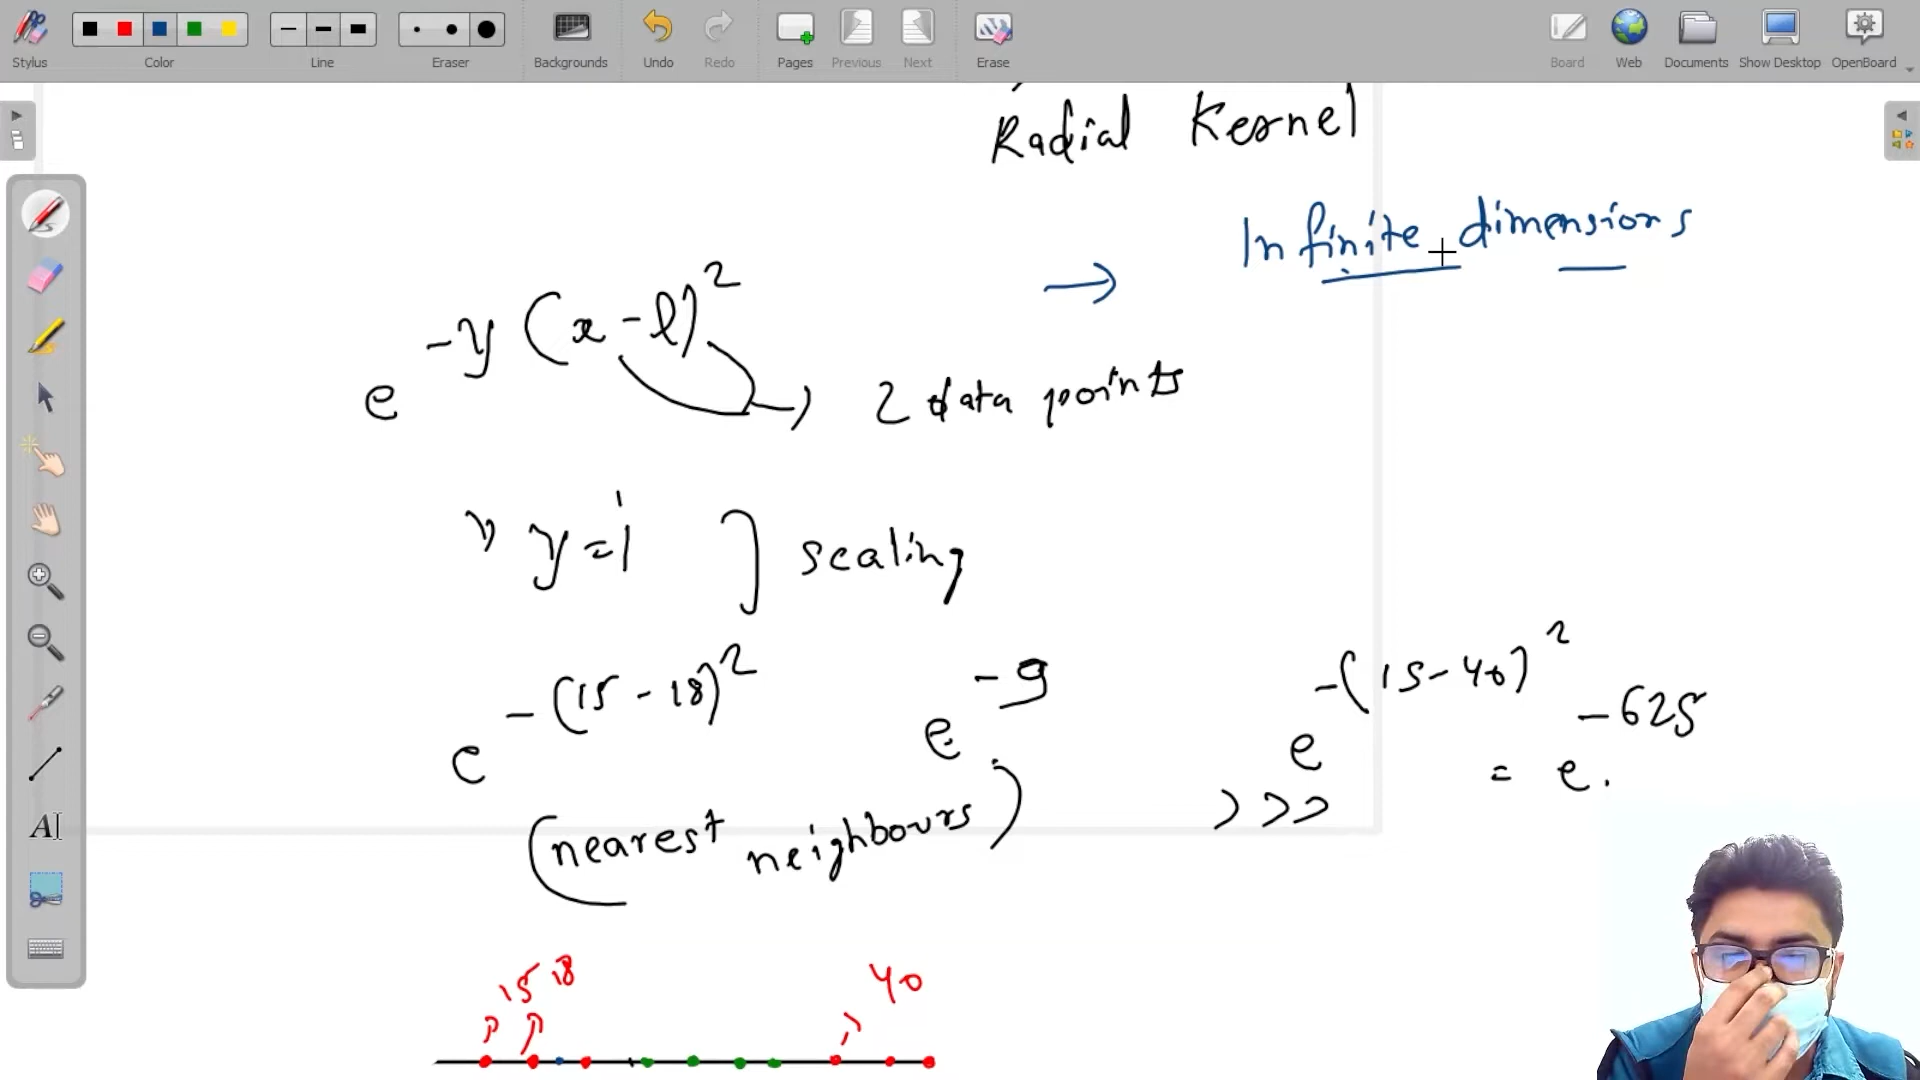 Stylus Color Line Eraser Backgrounds Undo Redo Pages Previous Next Erase Board Web Documents Show Desktop OpenBoard
Radial Kernel
Infinite dimensions
e^-γ(x-l)^2 →
2 data points
γ=1 ] scaling
e^-(15-18)^2 e^-9 e^-(15-40)^2
= e^-625
(nearest neighbours) >>>
15 18 40